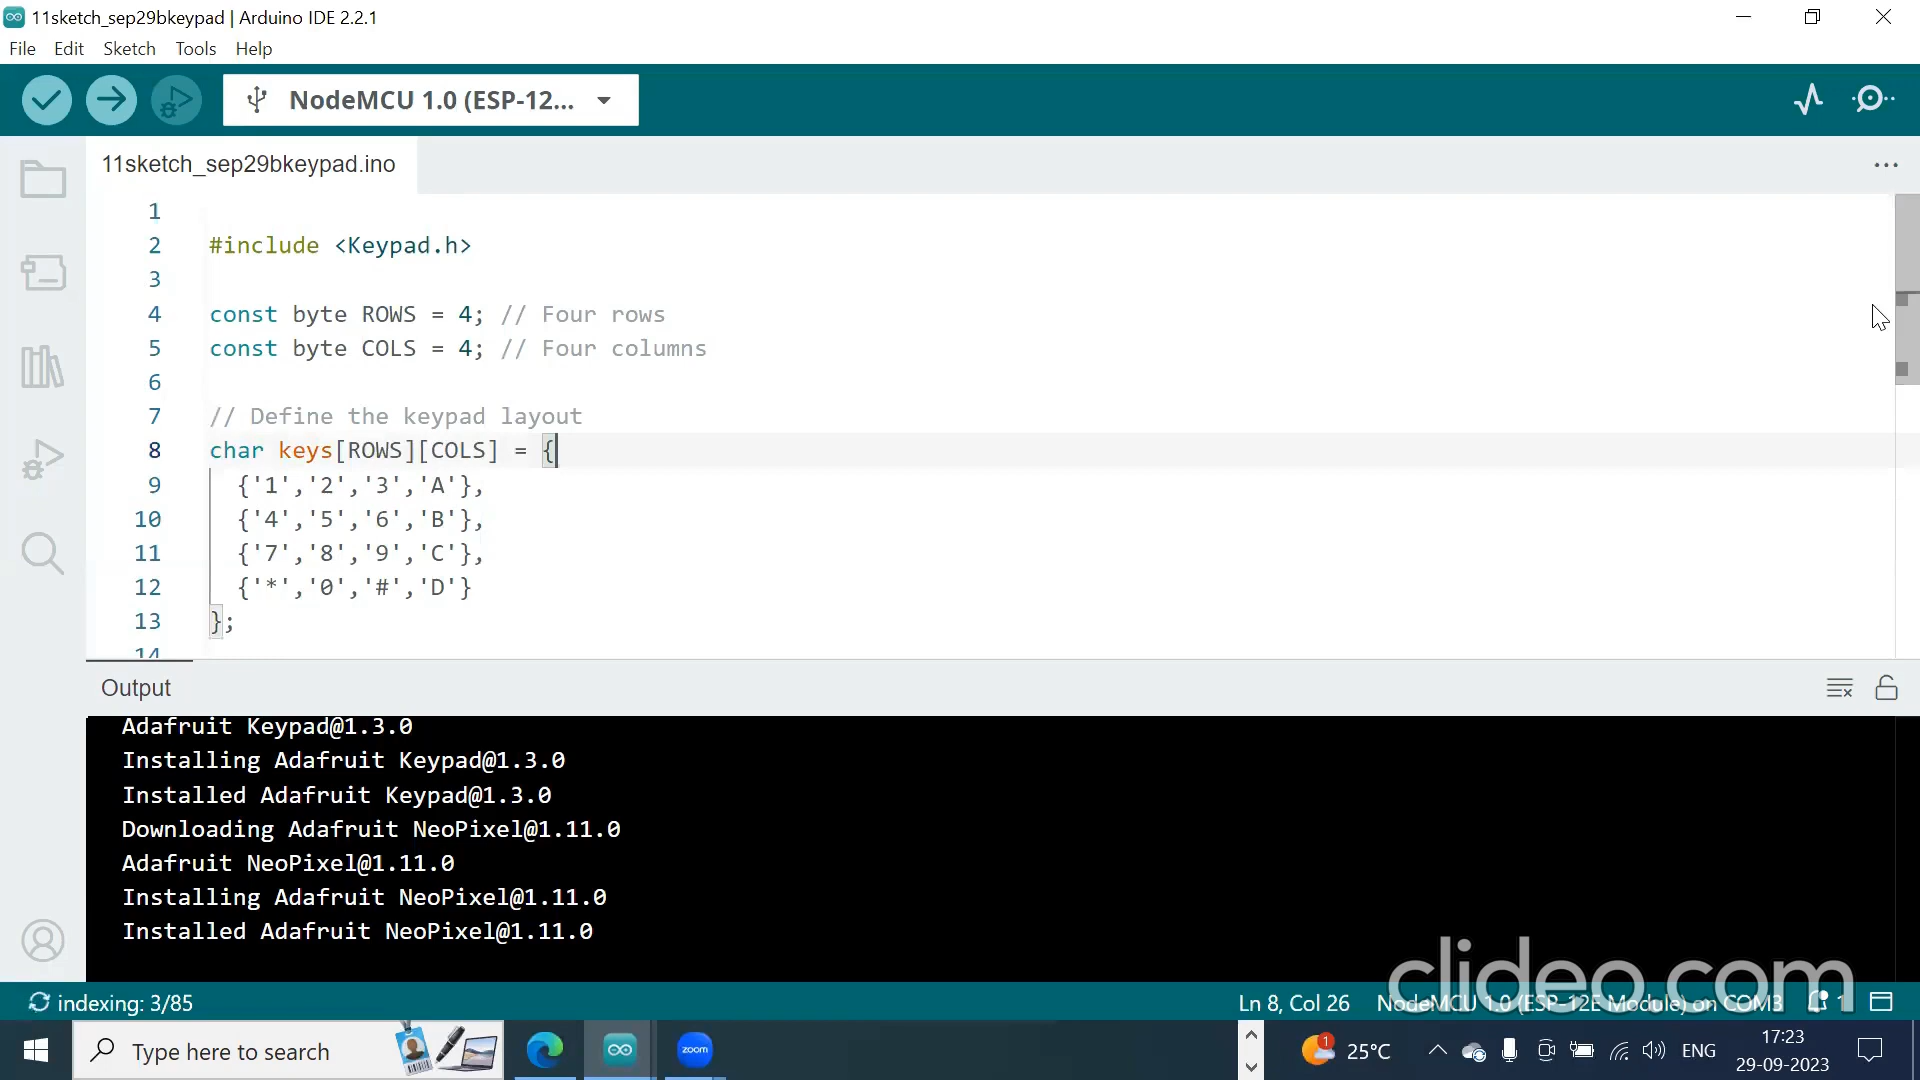 11sketch_sep29bkeypad | Arduino IDE 2.2.1
File Edit Sketch Tools Help
NodeMCU 1.0 (ESP-12...
11sketch_sep29bkeypad.ino
1
2 #include <Keypad.h>
3
4 const byte ROWS = 4; // Four rows
5 const byte COLS = 4; // Four columns
6
7 // Define the keypad layout
8 char keys[ROWS][COLS] = {
9 {'1','2','3','A'},
10 {'4','5','6','B'},
11 {'7','8','9','C'},
12 {'*','0','#','D'}
13 };
14
Output
Adafruit Keypad@1.3.0
Installing Adafruit Keypad@1.3.0
Installed Adafruit Keypad@1.3.0
Downloading Adafruit NeoPixel@1.11.0
Adafruit NeoPixel@1.11.0
Installing Adafruit NeoPixel@1.11.0
Installed Adafruit NeoPixel@1.11.0
clideo.com
indexing: 3/85 Ln 8, Col 26 NodeMCU 1.0 (ESP-12E Module) on COM3 1
Type here to search zoom 1 25°C ENG 17:23
29-09-2023